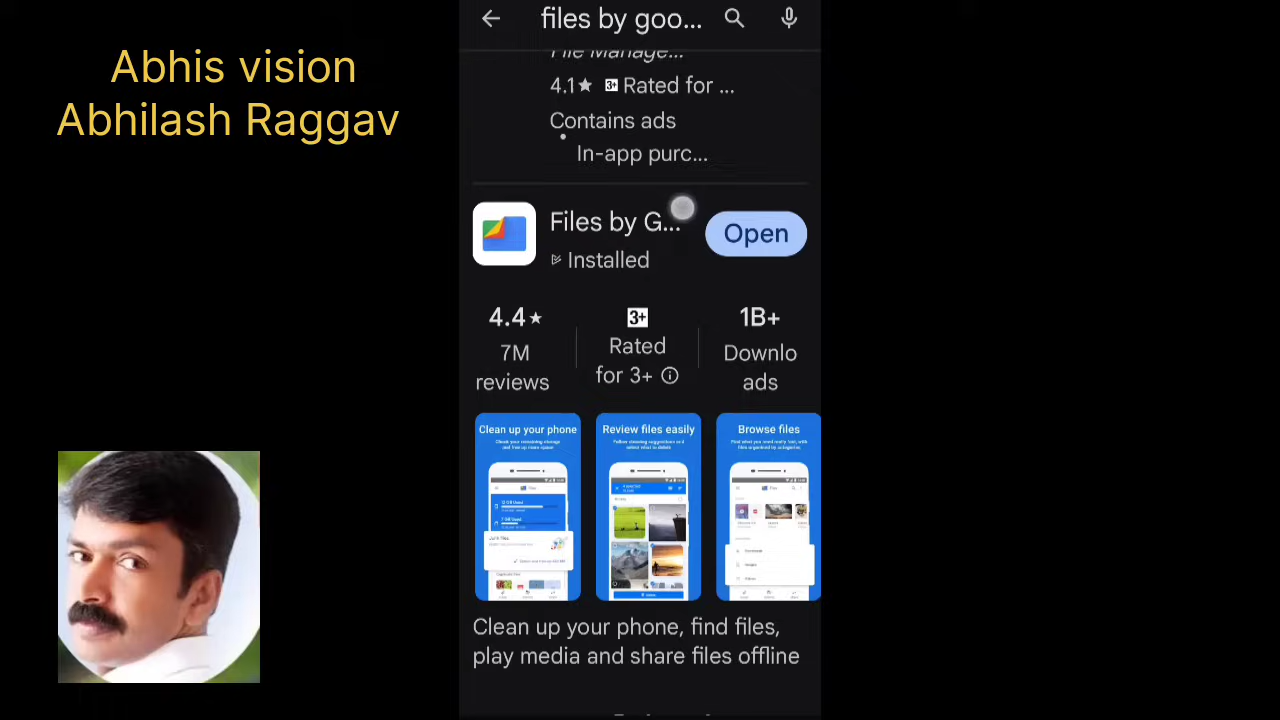 Abhis vision
Abhilash Raggav
files by goo...
File Manage...
4.1★ 3+ Rated for ...
Contains ads
• In-app purc...
Files by G...
Installed
Open
4.4★
7M
reviews
3+
Rated
for 3+
1B+
Downlo
ads
Clean up your phone
Review files easily
Browse files
Clean up your phone, find files,
play media and share files offline